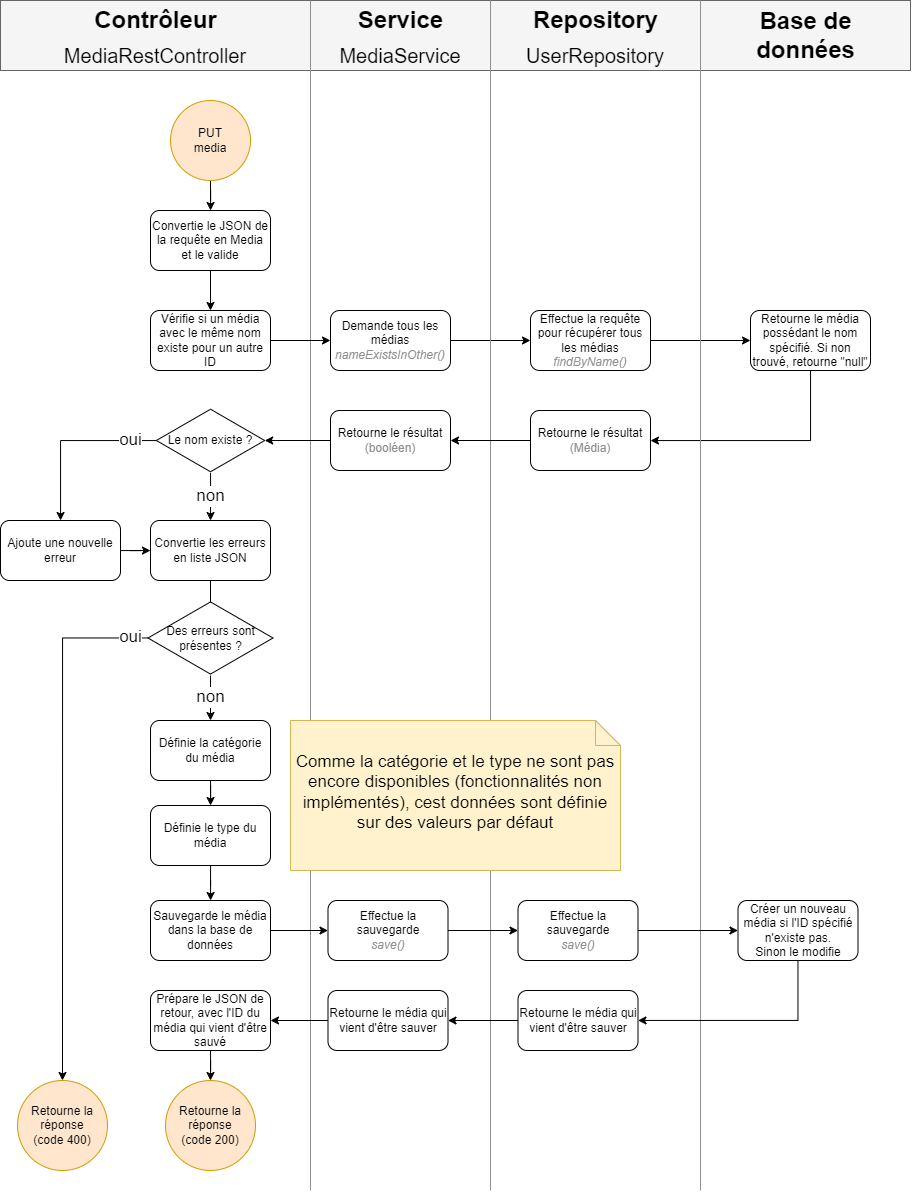 Contrôleur
MediaRestController
Service
MediaService
Repository
UserRepository
Base de
données
PUT
media
Convertie le JSON de
la requête en Media
et le valide
Vérifie si un média
avec le même nom
existe pour un autre
ID
Demande tous les
médias
nameExistsInOther()
Effectue la requête
pour récupérer tous
les médias
findByName()
Retourne le média
possédant le nom
spécifié. Si non
trouvé, retourne "null"
oui
Le nom existe ?
Retourne le résultat
(booléen)
Retourne le résultat
(Média)
non
Ajoute une nouvelle
erreur
Convertie les erreurs
en liste JSON
oui
Des erreurs sont
présentes ?
non
Définie la catégorie
du média
Comme la catégorie et le type ne sont pas
encore disponibles (fonctionnalités non
implémentés), cest données sont définie
sur des valeurs par défaut
Définie le type du
média
Sauvegarde le média
dans la base de
données
Effectue la
sauvegarde
save()
Effectue la
sauvegarde
save()
Créer un nouveau
média si l'ID spécifié
n'existe pas.
Sinon le modifie
Prépare le JSON de
retour, avec l'ID du
média qui vient d'être
sauvé
Retourne le média qui
vient d'être sauver
Retourne le média qui
vient d'être sauver
Retourne la
réponse
(code 400)
Retourne la
réponse
(code 200)